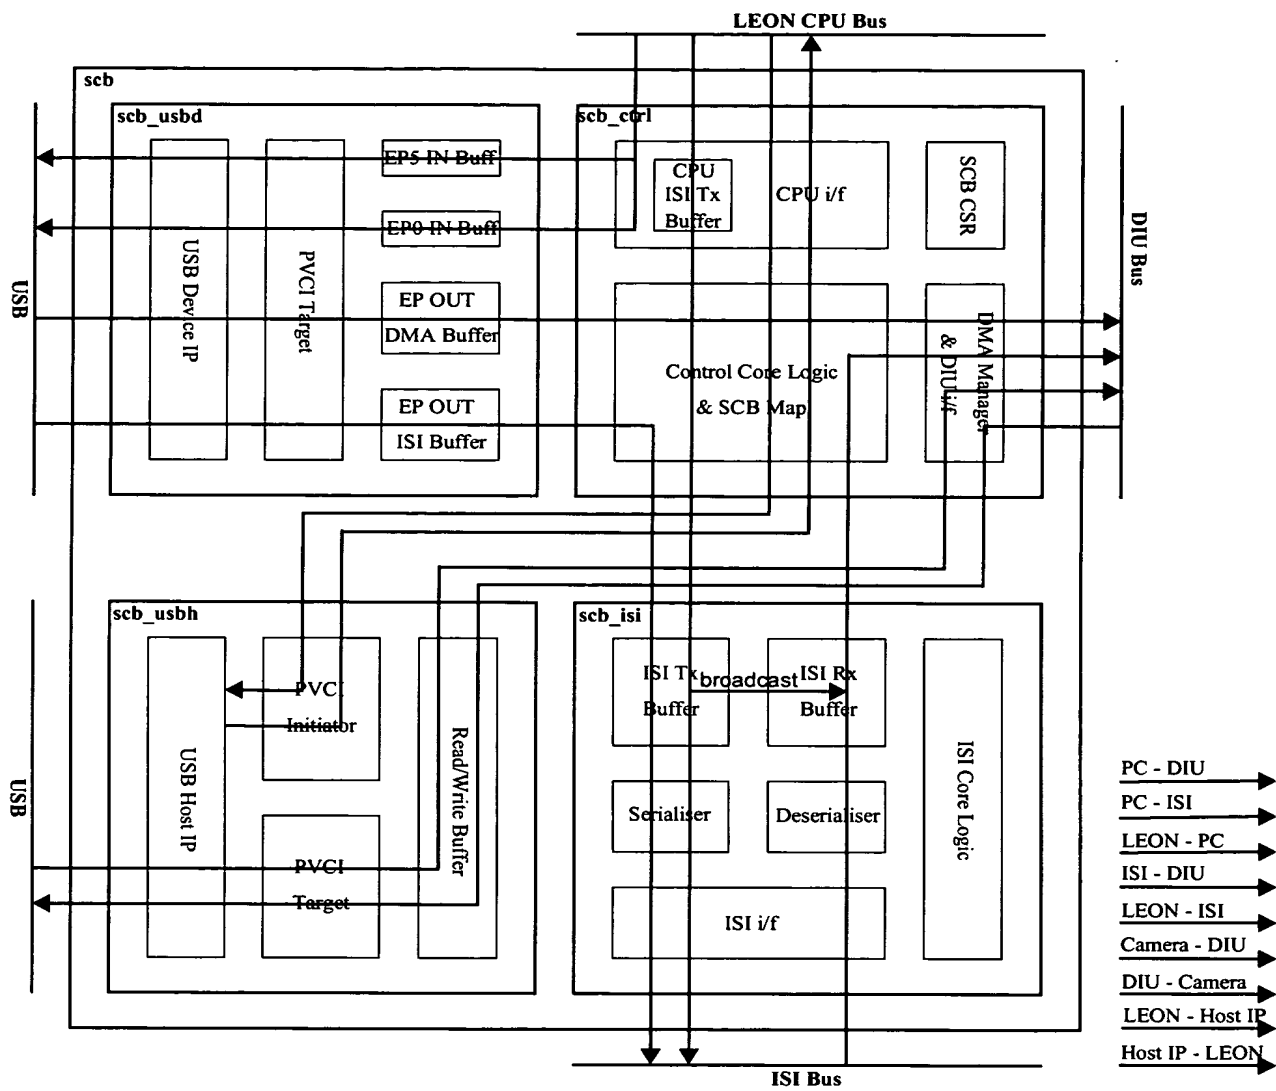 LEON CPU Bus
scb
scb_usbd
scb_ctrl
EP5 IN Buff
EP0 IN Buff
EP OUT
DMA Buffer
EP OUT
ISI Buffer
USB Device IP
PVCI Target
USB
CPU
ISI Tx
Buffer
CPU i/f
SCB CSR
Control Core Logic
& SCB Map
DMA Manager
& DIU i/f
DIU Bus
scb_usbh
scb_isi
USB Host IP
PVCI
Initiator
PVCI
Target
Read/Write Buffer
USB
ISI Tx
Buffer
broadcast
ISI Rx
Buffer
Serialiser
Deserialiser
ISI i/f
ISI Core Logic
ISI Bus
PC - DIU
PC - ISI
LEON - PC
ISI - DIU
LEON - ISI
Camera - DIU
DIU - Camera
LEON - Host IP
Host IP - LEON